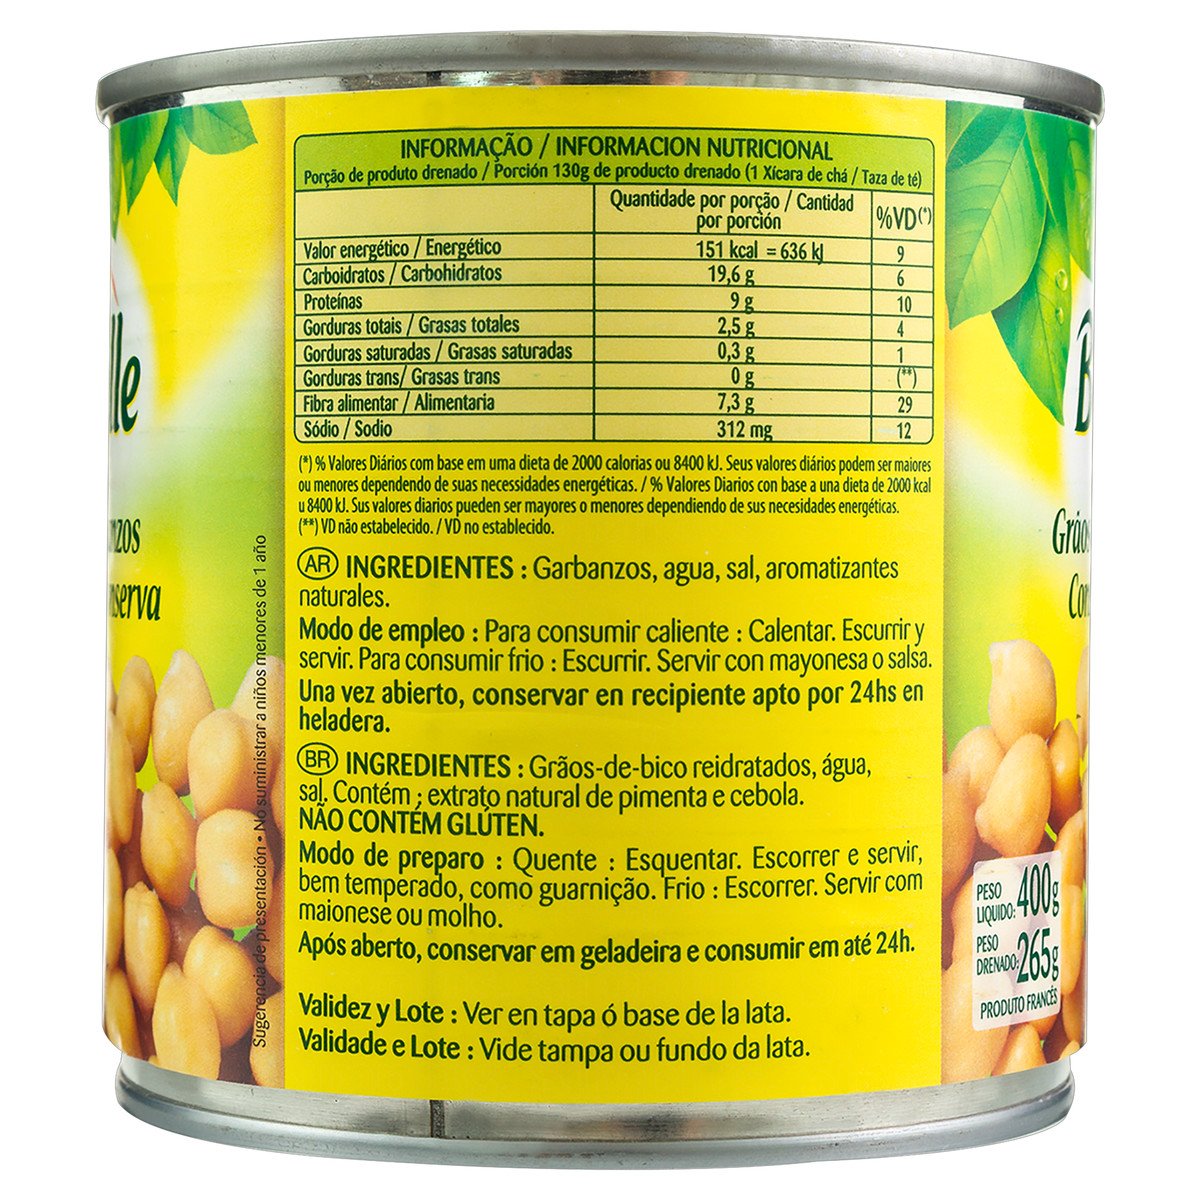 INFORMAÇÃO / INFORMACION NUTRICIONAL
Porção de produto drenado / Porción 130g de producto drenado (1 Xícara de chá / Taza de té)
Quantidade por porção / Cantidad por porción %VD(*)
Valor energético / Energético 151 kcal = 636 kJ 9
Carboidratos / Carbohidratos 19,6 g 6
Proteínas 9 g 10
Gorduras totais / Grasas totales 2,5 g 4
Gorduras saturadas / Grasas saturadas 0,3 g 1
Gorduras trans/ Grasas trans 0 g (**)
Fibra alimentar / Alimentaria 7,3 g 29
Sódio / Sodio 312 mg 12
(*) % Valores Diários com base em uma dieta de 2000 calorias ou 8400 kJ. Seus valores diários podem ser maiores
ou menores dependendo de suas necessidades energéticas. / % Valores Diarios con base a una dieta de 2000 kcal
u 8400 kJ. Sus valores diarios pueden ser mayores o menores dependiendo de sus necesidades energéticas.
(**) VD não estabelecido. / VD no establecido.
AR INGREDIENTES : Garbanzos, agua, sal, aromatizantes
naturales.
Modo de empleo : Para consumir caliente : Calentar. Escurrir y
servir. Para consumir frio : Escurrir. Servir con mayonesa o salsa.
Una vez abierto, conservar en recipiente apto por 24hs en
heladera.
BR INGREDIENTES : Grãos-de-bico reidratados, água,
sal. Contém : extrato natural de pimenta e cebola.
NÃO CONTÉM GLÚTEN.
Modo de preparo : Quente : Esquentar. Escorrer e servir,
bem temperado, como guarnição. Frio : Escorrer. Servir com
maionese ou molho.
Após aberto, conservar em geladeira e consumir em até 24h.
Validez y Lote : Ver en tapa ó base de la lata.
Validade e Lote : Vide tampa ou fundo da lata.
Sugerencia de presentación • No suministrar a niños menores de 1 año
lle
nzos
nserva
B
Grãos
Con
PESO
LIQUIDO: 400g
PESO
DRENADO: 265g
PRODUTO FRANCÊS